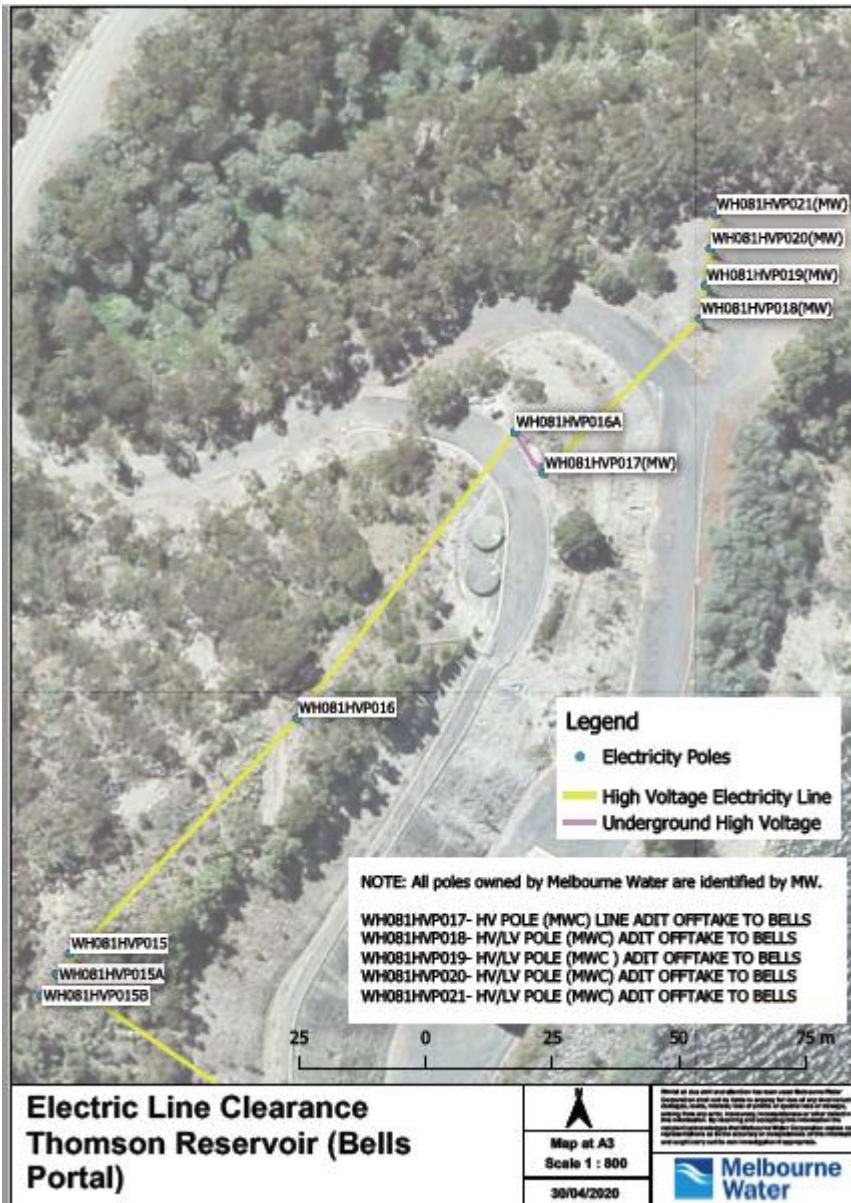 WH081HVP021(MW)
WH081HVP020(MW)
WH081HVP019(MW)
WH081HVP018(MW)
WH081HVP016A
WH081HVP017(MW)
WH081HVP016
Legend
Electricity Poles
High Voltage Electricity Line
Underground High Voltage
NOTE: All poles owned by Melbourne Water are identified by MW.
WH081HVP017- HV POLE (MWC) LINE ADIT OFFTAKE TO BELLS
WH081HVP018- HV/LV POLE (MWC) ADIT OFFTAKE TO BELLS
WH081HVP019- HV/LV POLE (MWC ) ADIT OFFTAKE TO BELLS
WH081HVP020- HV/LV POLE (MWC) ADIT OFFTAKE TO BELLS
WH081HVP021- HV/LV POLE (MWC) ADIT OFFTAKE TO BELLS
WH081HVP015
WH081HVP015A
WH081HVP015B
25 0 25 50 75 m
Electric Line Clearance
Thomson Reservoir (Bells
Portal)
N
Map at A3
Scale 1 : 800
30/04/2020
Melbourne
Water